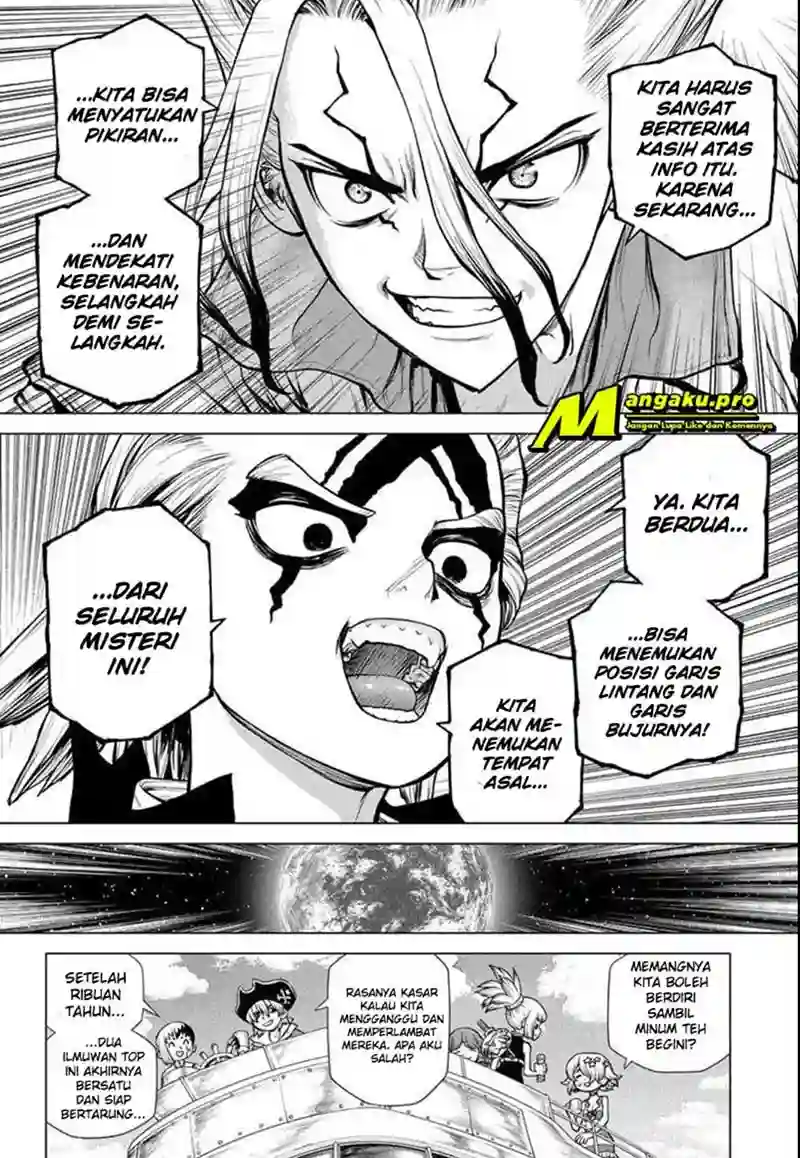 KITA HARUS
SANGAT
BERTERIMA
KASIH ATAS
INFO ITU.
KARENA
SEKARANG...
...KITA BISA
MENYATUKAN
PIKIRAN...
...DAN
MENDEKATI
KEBENARAN,
SELANGKAH
DEMI SE-
LANGKAH.
Mangaku.pro
Jangan Lupa Like dan Komennya
YA. KITA
BERDUA...
...BISA
MENEMUKAN
POSISI GARIS
LINTANG DAN
GARIS
BUJURNYA!
KITA
AKAN ME-
NEMUKAN
TEMPAT
ASAL...
...DARI
SELURUH
MISTERI
INI!
MEMANGNYA
KITA BOLEH
BERDIRI
SAMBIL
MINUM TEH
BEGINI?
RASANYA KASAR
KALAU KITA
MENGGANGGU DAN
MEMPERLAMBAT
MEREKA. APA AKU
SALAH?
SETELAH
RIBUAN
TAHUN...
...DUA
ILMUWAN TOP
INI AKHIRNYA
BERSATU
DAN SIAP
BERTARUNG...